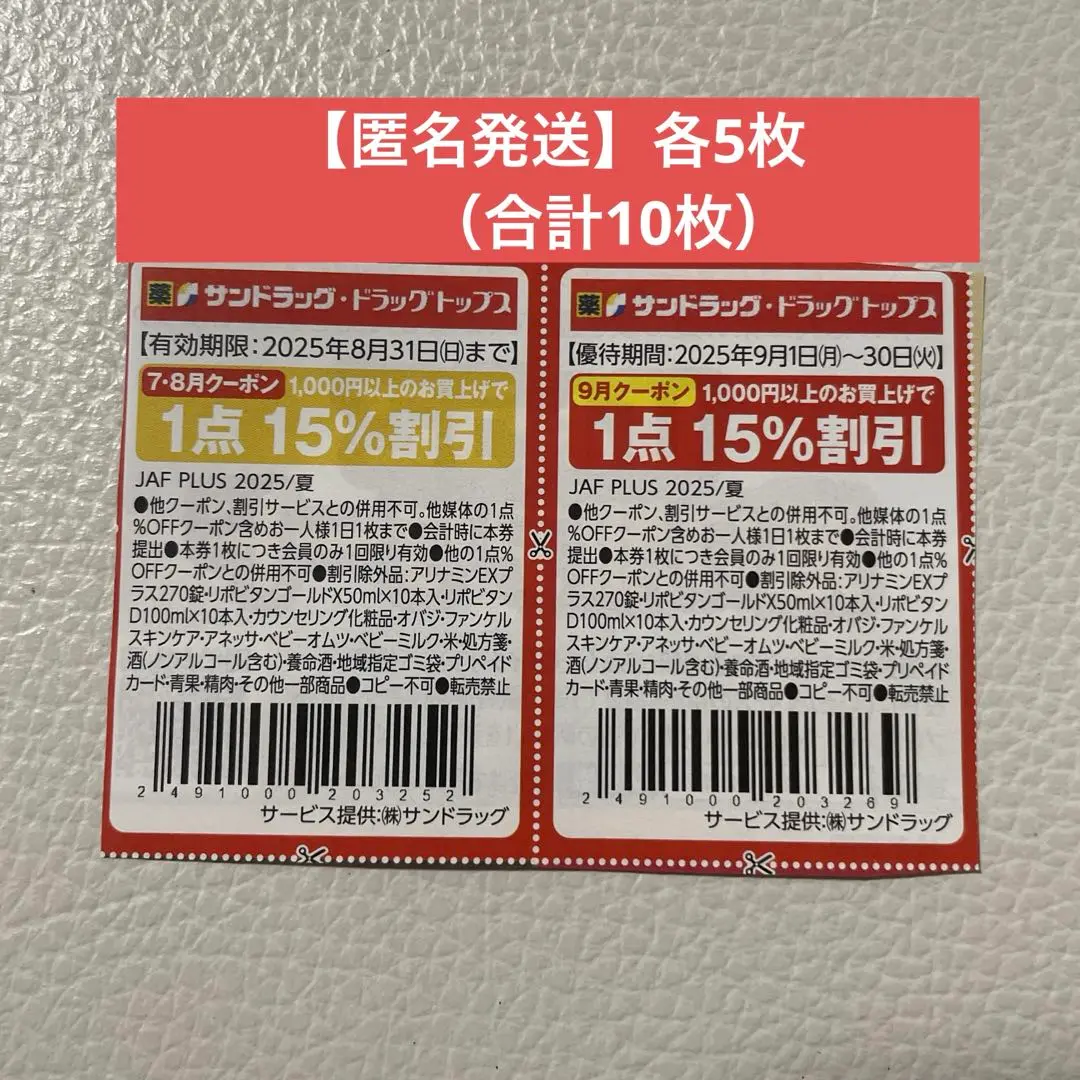 【匿名発送】各5枚
（合計10枚）
薬 サンドラッグ・ドラッグトップス
【有効期限：2025年8月31日(日)まで】
7・8月クーポン 1,000円以上のお買上げで
1点 15%割引
JAF PLUS 2025/夏
●他クーポン、割引サービスとの併用不可。他媒体の1点
%OFFクーポン含めお一人様1日1枚まで●会計時に本券
提出●本券1枚につき会員のみ1回限り有効●他の1点%
OFFクーポンとの併用不可●割引除外品：アリナミンEXプ
ラス270錠・リポビタンゴールドX50ml×10本入・リポビタン
D100ml×10本入・カウンセリング化粧品・オバジ・ファンケル
スキンケア・アネッサ・ベビーオムツ・ベビーミルク・米・処方箋・
酒(ノンアルコール含む)・養命酒・地域指定ゴミ袋・プリペイド
カード・青果・精肉・その他一部商品●コピー不可●転売禁止
2 491000 203252
サービス提供：㈱サンドラッグ
薬 サンドラッグ・ドラッグトップス
【優待期間：2025年9月1日(月)～30日(火)】
9月クーポン 1,000円以上のお買上げで
1点 15%割引
JAF PLUS 2025/夏
●他クーポン、割引サービスとの併用不可。他媒体の1点
%OFFクーポン含めお一人様1日1枚まで●会計時に本券
提出●本券1枚につき会員のみ1回限り有効●他の1点%
OFFクーポンとの併用不可●割引除外品：アリナミンEXプ
ラス270錠・リポビタンゴールドX50ml×10本入・リポビタン
D100ml×10本入・カウンセリング化粧品・オバジ・ファンケル
スキンケア・アネッサ・ベビーオムツ・ベビーミルク・米・処方箋・
酒(ノンアルコール含む)・養命酒・地域指定ゴミ袋・プリペイド
カード・青果・精肉・その他一部商品●コピー不可●転売禁止
2 491000 203269
サービス提供：㈱サンドラッグ